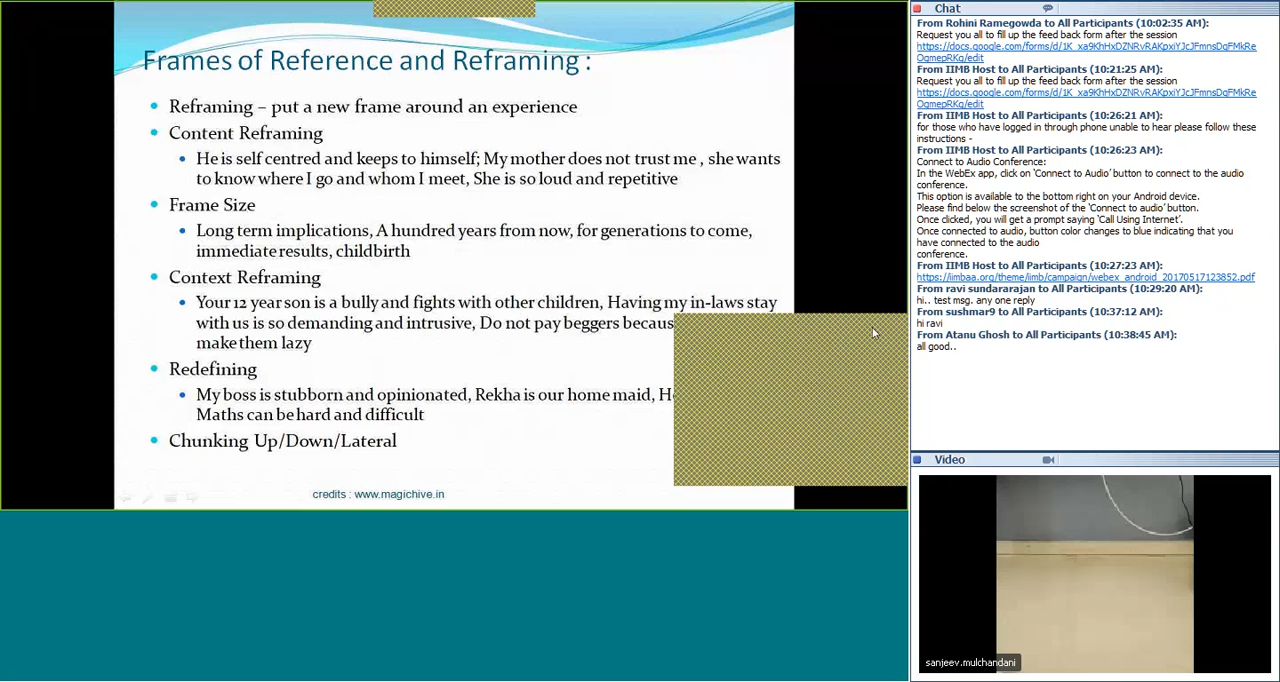 Frames of Reference and Reframing :
Reframing – put a new frame around an experience
Content Reframing
He is self centred and keeps to himself; My mother does not trust me , she wants
to know where I go and whom I meet, She is so loud and repetitive
Frame Size
Long term implications, A hundred years from now, for generations to come,
immediate results, childbirth
Context Reframing
Your 12 year son is a bully and fights with other children, Having my in-laws stay
with us is so demanding and intrusive, Do not pay beggers
make them lazy
Redefining
My boss is stubborn and opinionated, Rekha is our home maid,
Maths can be hard and difficult
Chunking Up/Down/Lateral
credits : www.magichive.in
Chat
From Rohini Ramegowda to All Participants (10:02:35 AM):
Request you all to fill up the feed back form after the session
From IIMB Host to All Participants (10:21:25 AM):
Request you all to fill up the feed back form after the session
From IIMB Host to All Participants (10:26:21 AM):
for those who have logged in through phone unable to hear please follow these
instructions -
From IIMB Host to All Participants (10:26:23 AM):
Connect to Audio Conference:
In the WebEx app, click on 'Connect to Audio' button to connect to the audio
conference.
This option is available to the bottom right on your Android device.
Please find below the screenshot of the 'Connect to audio' button.
Once clicked, you will get a prompt saying 'Call Using Internet'.
Once connected to audio, button color changes to blue indicating that you
have connected to the audio
conference.
From IIMB Host to All Participants (10:27:23 AM):
https://iimbaa.org/theme/iimb/campaign/webex_android_20170517123852.pdf
From ravi sundararajan to All Participants (10:29:20 AM):
hi.. test msg. any one reply
From sushmar9 to All Participants (10:37:12 AM):
hi ravi
From Atanu Ghosh to All Participants (10:38:45 AM):
all good..
Video
sanjeev.mulchandani